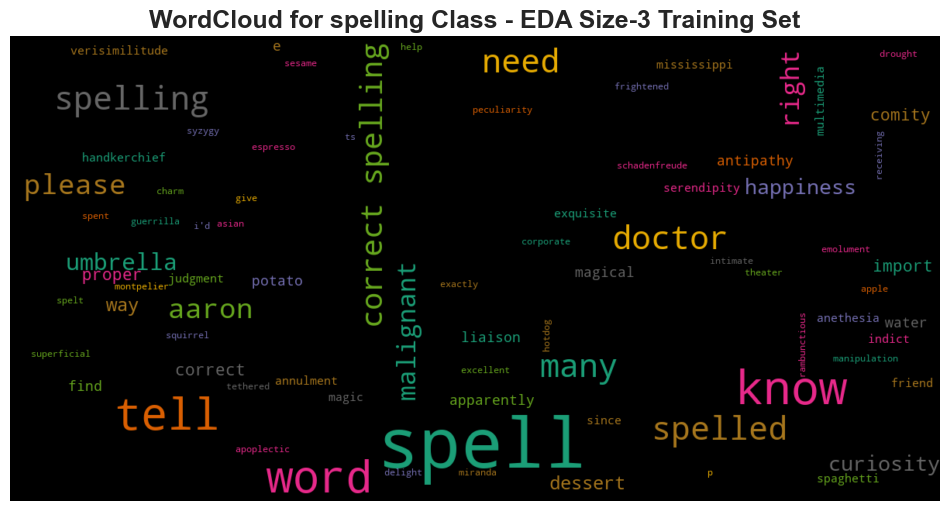 WordCloud for spelling Class - EDA Size-3 Training Set
verisimilitude
e
sesame
help
need
mississippi
drought
right
multimedia
frightened
spelling
correct spelling
peculiarity
comity
syzygy
ts
espresso
handkerchief
receiving
schadenfreude
antipathy
please
charm
give
serendipity
happiness
spent
guerrilla
i'd
asian
exquisite
doctor
corporate
emolument
umbrella
proper
judgment
montpelier
potato
malignant
exactly
magical
intimate
theater
import
apple
spelt
way
aaron
squirrel
liaison
hotdog
rambunctious
anethesia
water
indict
superficial
correct
excellent
many
manipulation
find
tethered
annulment
magic
apparently
know
friend
tell
spell
since
spelled
apoplectic
word
delight
miranda
dessert
p
curiosity
spaghetti